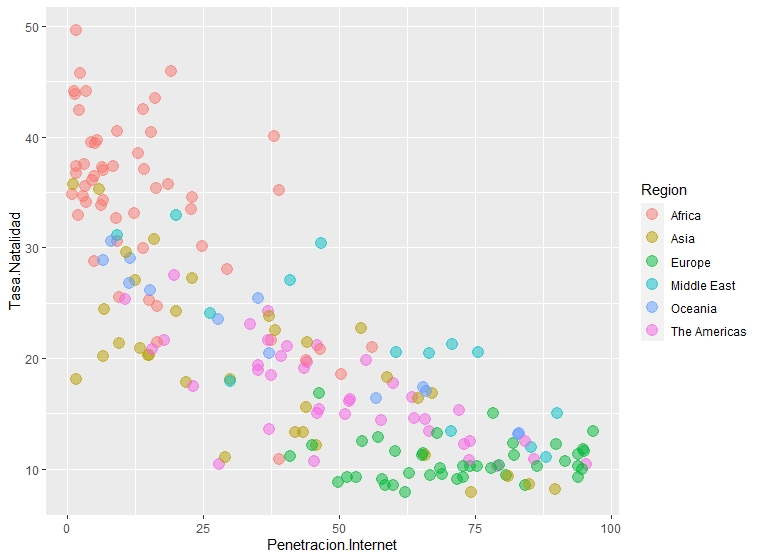 50
40
30
20
10
Tasa.Natalidad
0
25
50
75
100
Penetracion.Internet
Region
Africa
Asia
Europe
Middle East
Oceania
The Americas